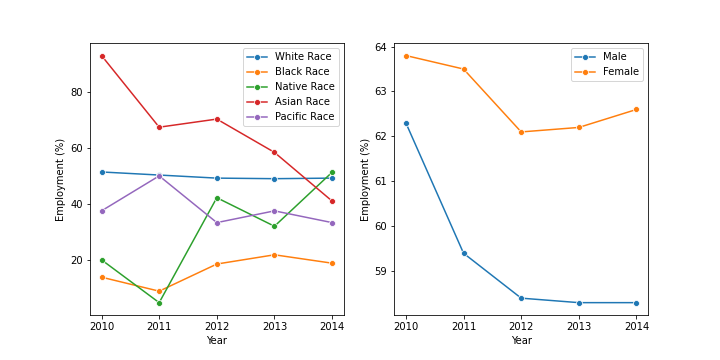 White Race
Black Race
Native Race
Asian Race
Pacific Race
80
60
40
20
Employment (%)
2010 2011 2012 2013 2014
Year
Male
Female
64
63
62
61
60
59
Employment (%)
2010 2011 2012 2013 2014
Year